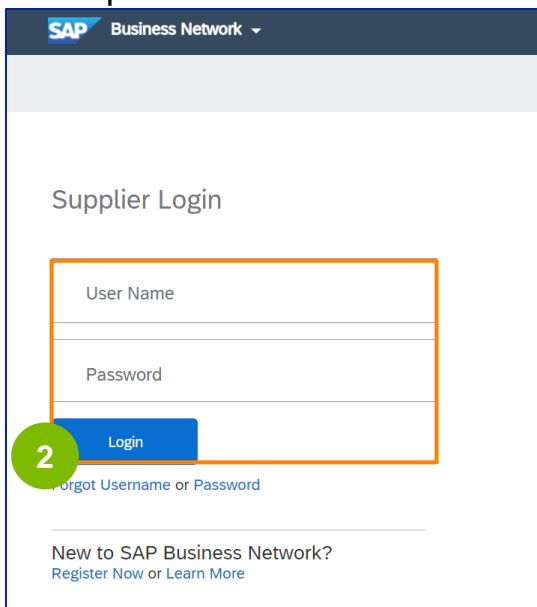 SAP Business Network
Supplier Login
User Name
Password
Login
2
Forgot Username or Password
New to SAP Business Network?
Register Now or Learn More